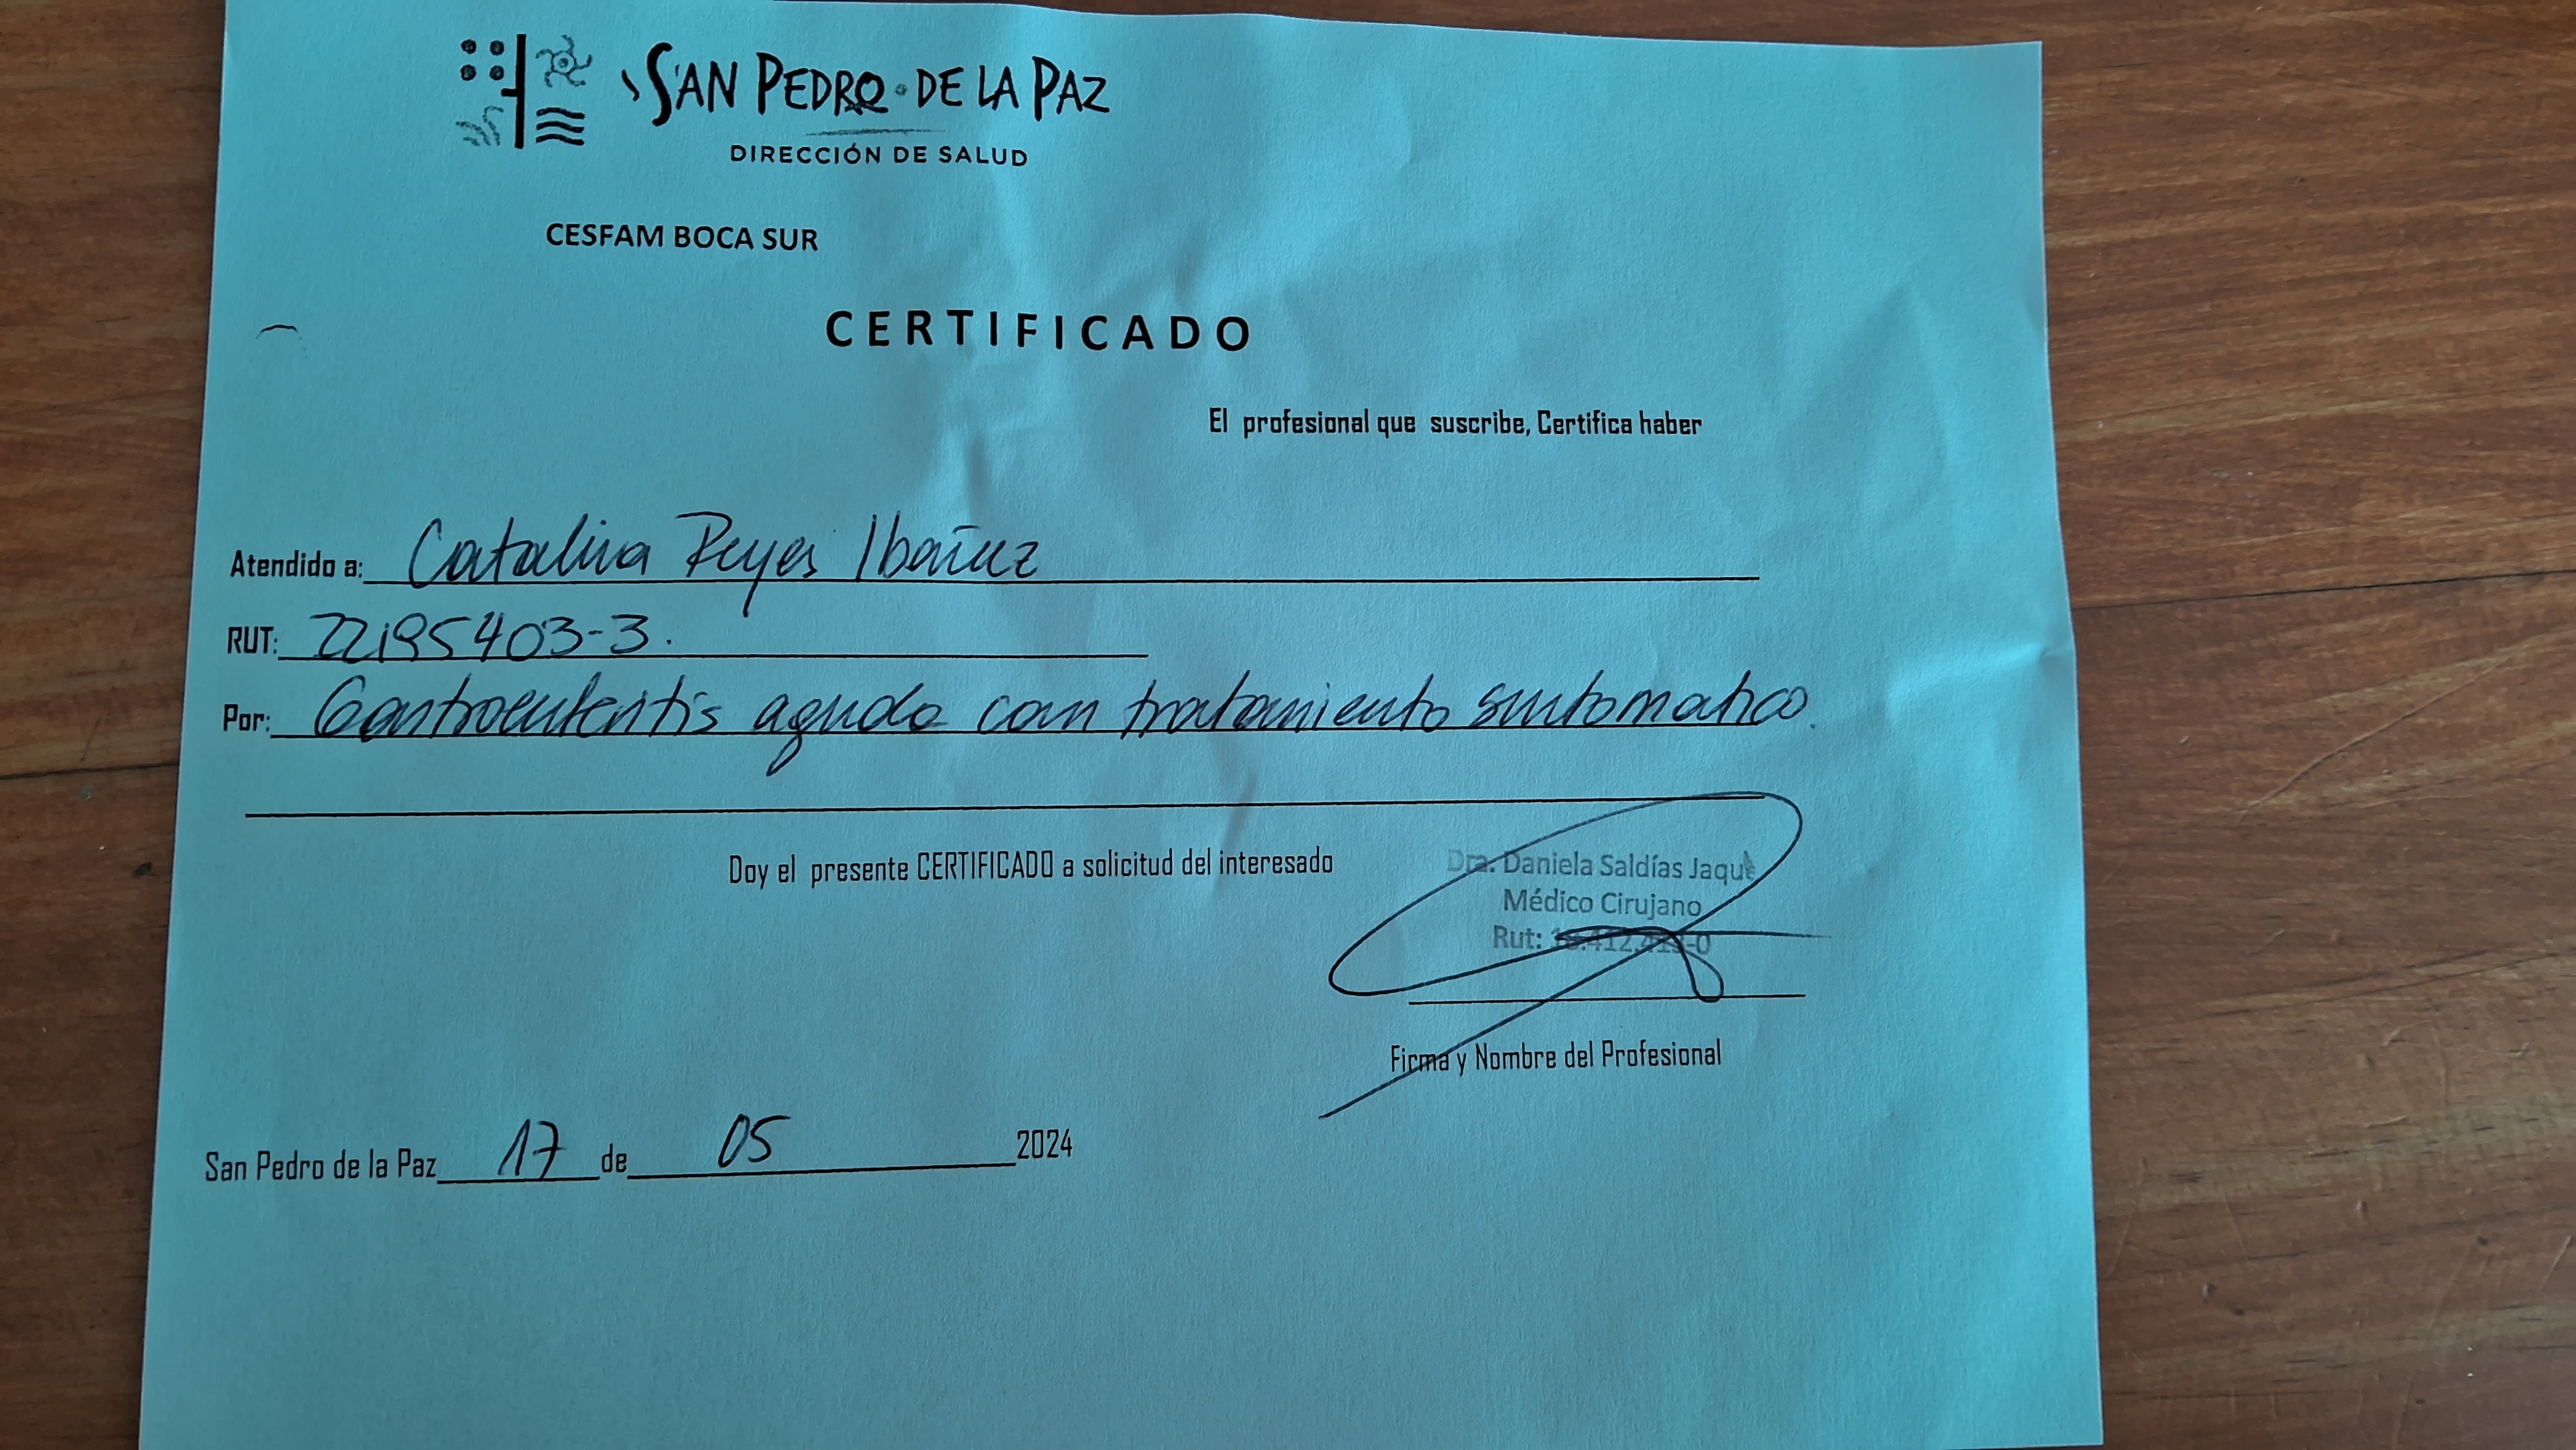 SAN PEDRO DE LA PAZ
DIRECCIÓN DE SALUD
CESFAM BOCA SUR
CERTIFICADO
El profesional que suscribe, Certifica haber
Atendido a: Catalina Reyes Ibañez
RUT: 22195403-3.
Por: Gastroenteritis aguda con tratamiento sintomatico.
Doy el presente CERTIFICADO a solicitud del interesado
Dra. Daniela Saldías Jaque
Médico Cirujano
Rut:
Firma y Nombre del Profesional
San Pedro de la Paz 17 de 05 2024